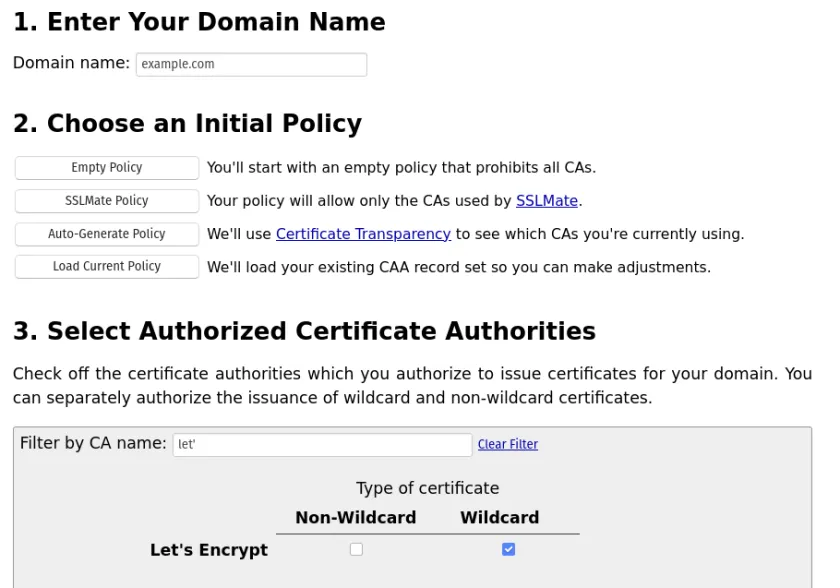 1. Enter Your Domain Name
Domain name: example.com
2. Choose an Initial Policy
Empty Policy You'll start with an empty policy that prohibits all CAs.
SSLMate Policy Your policy will allow only the CAs used by SSLMate.
Auto-Generate Policy We'll use Certificate Transparency to see which CAs you're currently using.
Load Current Policy We'll load your existing CAA record set so you can make adjustments.
3. Select Authorized Certificate Authorities
Check off the certificate authorities which you authorize to issue certificates for your domain. You
can separately authorize the issuance of wildcard and non-wildcard certificates.
Filter by CA name: let' Clear Filter
Type of certificate
Non-Wildcard Wildcard
Let's Encrypt